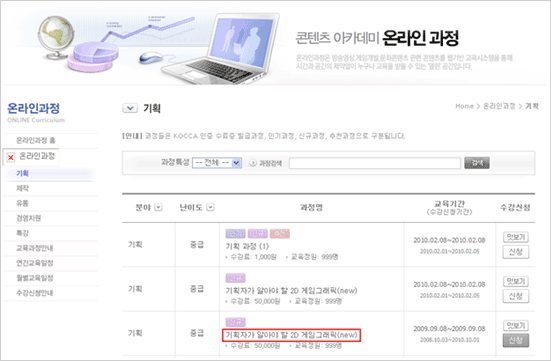 콘텐츠 아카데미 온라인 과정
온라인과정은 방송영상,게임개발,문화콘텐츠 관련 콘텐츠를 웹기반 교육시스템을 통해
시간과 공간의 제약없이 누구나 교육을 받을 수 있는 '열린' 공간입니다.
온라인과정
ONLINE Curriculum
온라인과정 홈
온라인과정
기획
제작
유통
경영지원
특강
교육과정안내
연간교육일정
월별교육일정
수강신청안내
기획
Home > 온라인과정 > 기획
[안내] 과정들은 KOCCA 인증 수료증 발급과정, 인기과정, 신규과정, 추천과정으로 구분됩니다.
과정특성 -- 전체 -- 과정검색 검색
분야 난이도 과정명 교육기간 수강신청
(수강신청기간)
기획 중급 신규
기획 과정 (1)
수강료: 1,000원 교육정원: 999명
2010.02.08~2010.02.08
2010.02.01~2010.02.05
맛보기
신청
기획 중급 신규
기획자가 알아야 할 2D 게임그래픽(new)
수강료: 50,000원 교육정원: 999명
2010.02.08~2010.02.08
2010.02.01~2010.02.05
맛보기
신청
기획 중급 신규
기획자가 알아야 할 2D 게임그래픽(new)
수강료: 50,000원 교육정원: 999명
2009.09.08~2009.09.08
2008.10.03~2010.10.01
맛보기
신청